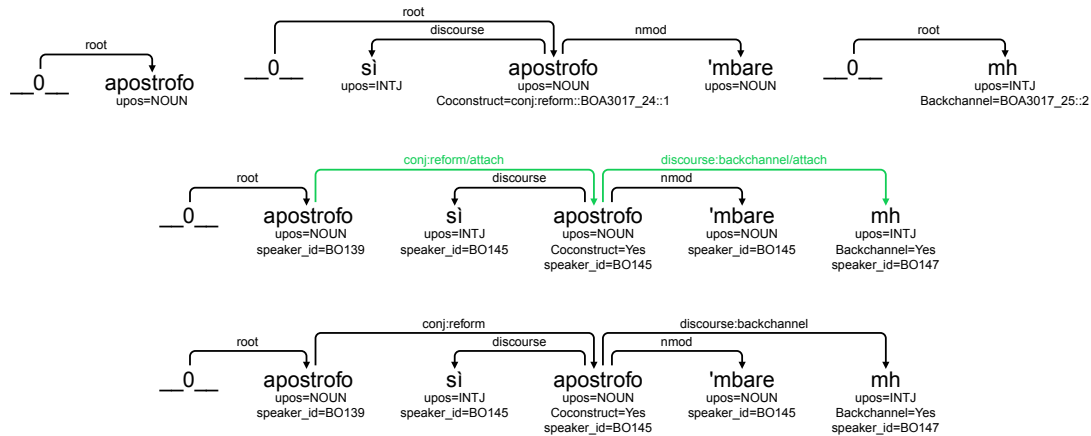 root
__0__ apostrofo
upos=NOUN
root
discourse nmod
__0__ sì apostrofo 'mbare
upos=INTJ upos=NOUN upos=NOUN
Coconstruct=conj:reform::BOA3017_24::1
root
__0__ mh
upos=INTJ
Backchannel=BOA3017_25::2
conj:reform/attach discourse:backchannel/attach
root discourse nmod
__0__ apostrofo sì apostrofo 'mbare mh
upos=NOUN upos=INTJ upos=NOUN upos=NOUN upos=INTJ
speaker_id=BO139 speaker_id=BO145 Coconstruct=Yes speaker_id=BO145 Backchannel=Yes
speaker_id=BO145 speaker_id=BO147
conj:reform discourse:backchannel
root discourse nmod
__0__ apostrofo sì apostrofo 'mbare mh
upos=NOUN upos=INTJ upos=NOUN upos=NOUN upos=INTJ
speaker_id=BO139 speaker_id=BO145 Coconstruct=Yes speaker_id=BO145 Backchannel=Yes
speaker_id=BO145 speaker_id=BO147